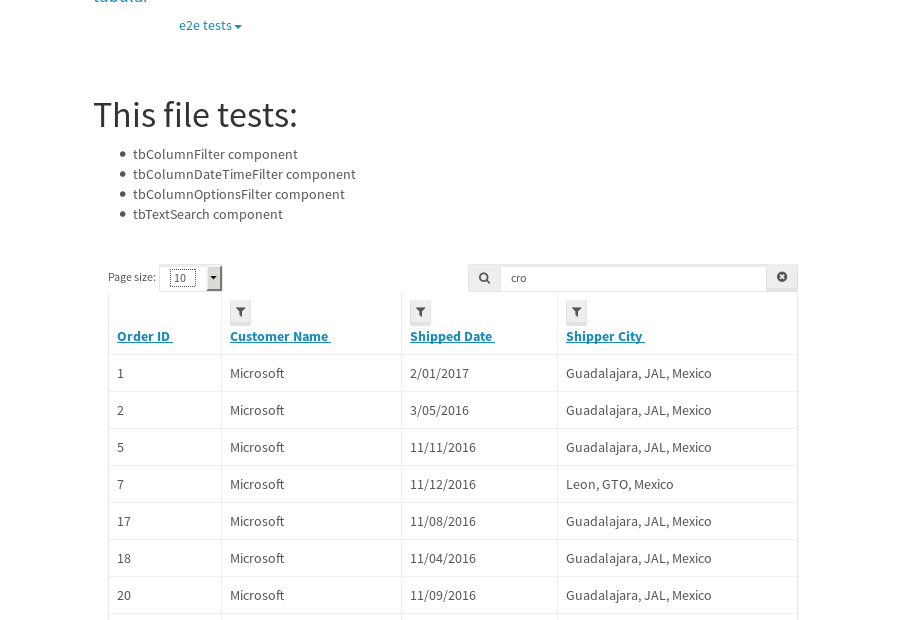 tabular
e2e tests
This file tests:
tbColumnFilter component
tbColumnDateTimeFilter component
tbColumnOptionsFilter component
tbTextSearch component
Page size: 10 cro
Order ID Customer Name Shipped Date Shipper City
1 Microsoft 2/01/2017 Guadalajara, JAL, Mexico
2 Microsoft 3/05/2016 Guadalajara, JAL, Mexico
5 Microsoft 11/11/2016 Guadalajara, JAL, Mexico
7 Microsoft 11/12/2016 Leon, GTO, Mexico
17 Microsoft 11/08/2016 Guadalajara, JAL, Mexico
18 Microsoft 11/04/2016 Guadalajara, JAL, Mexico
20 Microsoft 11/09/2016 Guadalajara, JAL, Mexico